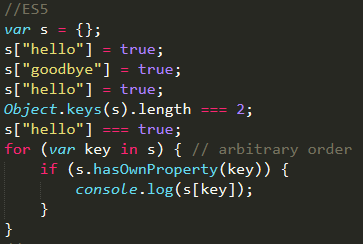 //ES5
var s = {};
s["hello"] = true;
s["goodbye"] = true;
s["hello"] = true;
Object.keys(s).length === 2;
s["hello"] === true;
for (var key in s) { // arbitrary order
    if (s.hasOwnProperty(key)) {
        console.log(s[key]);
    }
}